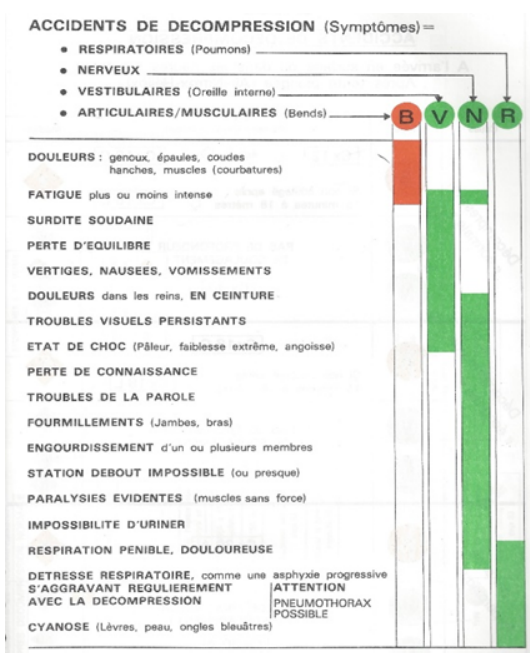 ACCIDENTS DE DECOMPRESSION (Symptômes)=
• RESPIRATOIRES (Poumons)
• NERVEUX
• VESTIBULAIRES (Oreille interne)
• ARTICULAIRES/MUSCULAIRES (Bends)
B V N R
DOULEURS : genoux, épaules, coudes
hanches, muscles (courbatures)
FATIGUE plus ou moins intense
SURDITE SOUDAINE
PERTE D'EQUILIBRE
VERTIGES, NAUSEES, VOMISSEMENTS
DOULEURS dans les reins, EN CEINTURE
TROUBLES VISUELS PERSISTANTS
ETAT DE CHOC (Pâleur, faiblesse extrême, angoisse)
PERTE DE CONNAISSANCE
TROUBLES DE LA PAROLE
FOURMILLEMENTS (Jambes, bras)
ENGOURDISSEMENT d'un ou plusieurs membres
STATION DEBOUT IMPOSSIBLE (ou presque)
PARALYSIES EVIDENTES (muscles sans force)
IMPOSSIBILITE D'URINER
RESPIRATION PENIBLE, DOULOUREUSE
DETRESSE RESPIRATOIRE, comme une asphyxie progressive
S'AGGRAVANT REGULIEREMENT
AVEC LA DECOMPRESSION
ATTENTION
PNEUMOTHORAX
POSSIBLE
CYANOSE (Lèvres, peau, ongles bleuâtres)